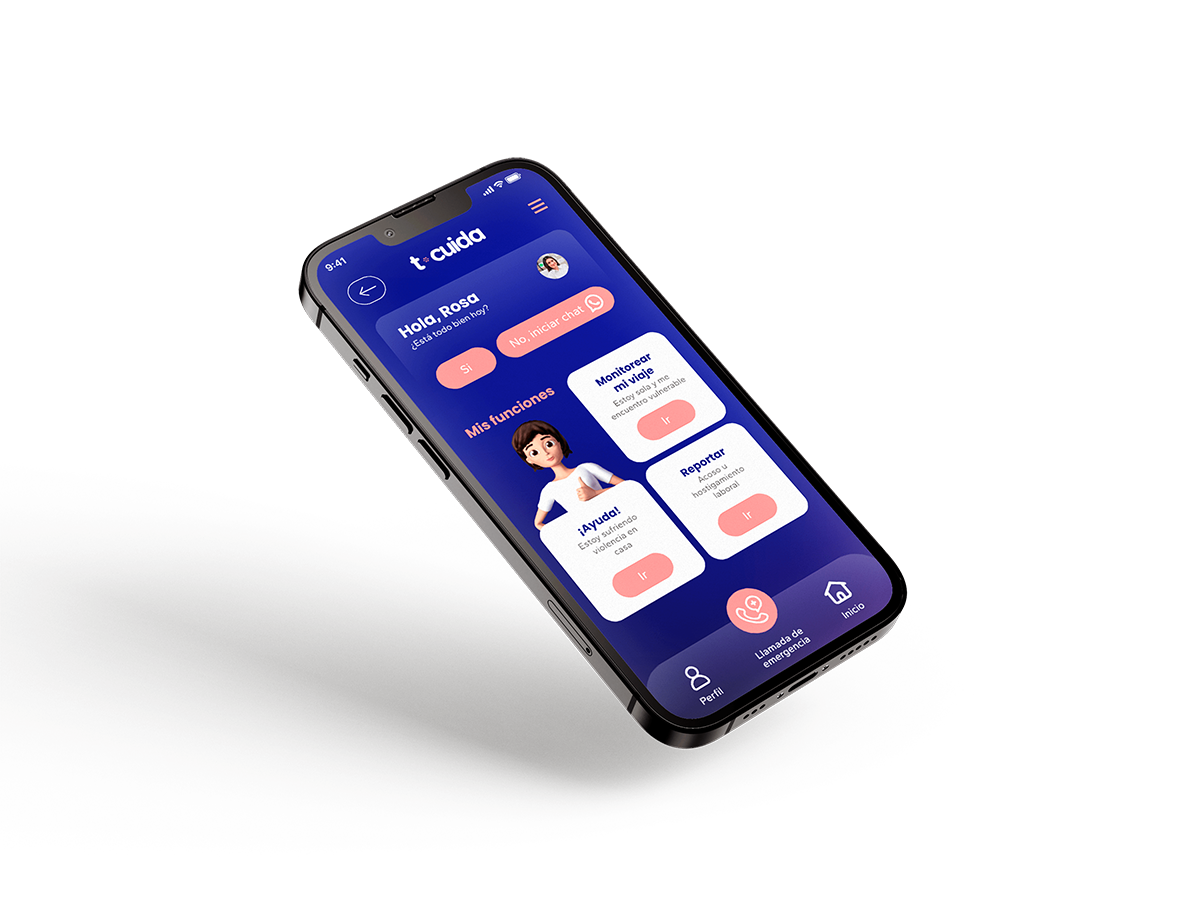 9:41
t cuida
Hola, Rosa
¿Está todo bien hoy?
Si
No, iniciar chat
Mis funciones
Monitorear
mi viaje
Estoy sola y me
encuentro vulnerable
Ir
¡Ayuda!
Estoy sufriendo
violencia en
casa
Ir
Reportar
Acoso u
hostigamiento
laboral
Ir
Perfil
Llamada de
emergencia
Inicio